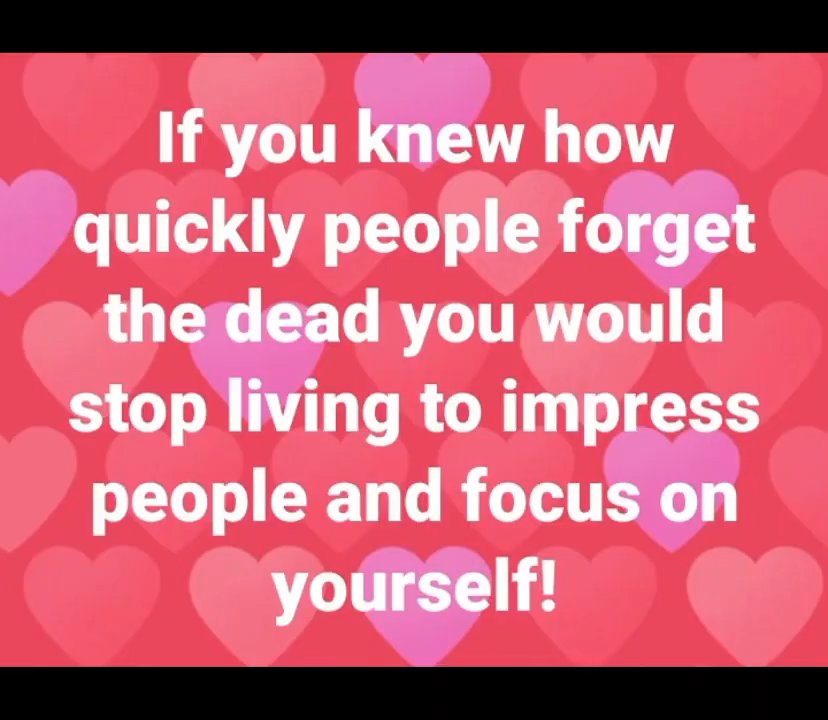 If you knew how
quickly people forget
the dead you would
stop living to impress
people and focus on
yourself!